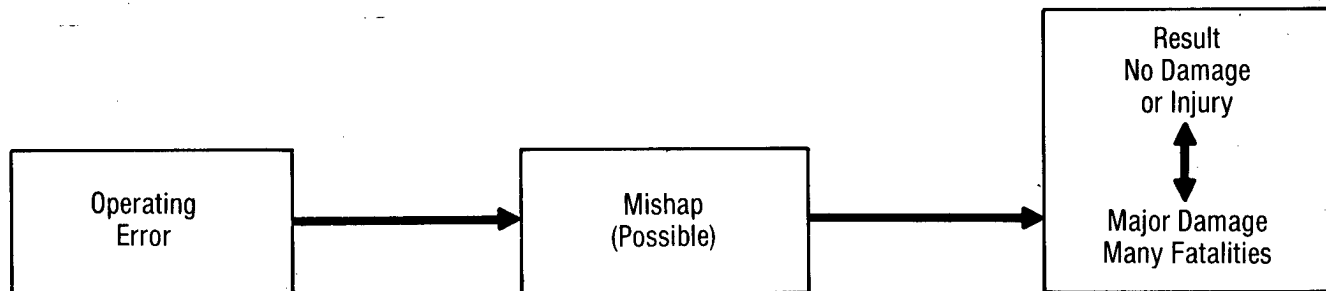 Operating
Error
Mishap
(Possible)
Result
No Damage
or Injury
Major Damage
Many Fatalities